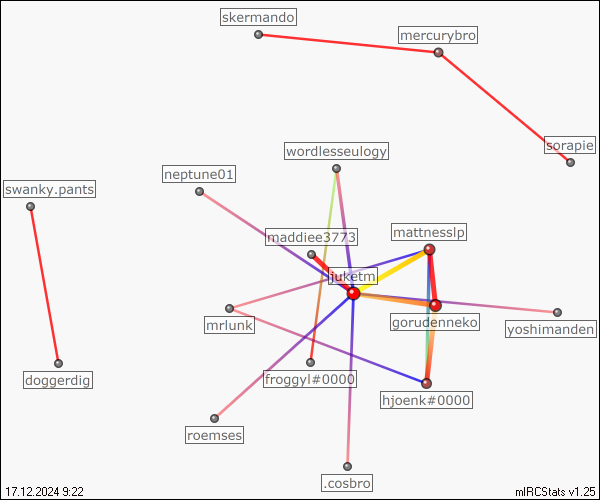 skermando
mercurybro
sorapie
wordlesseulogy
neptune01
swanky.pants
mattnesslp
maddiee3773
juketm
mrlunk
gorudenneko
yoshimanden
doggerdig
froggyl#0000
hjoenk#0000
roemses
.cosbro
17.12.2024 9:22
mIRCStats v1.25